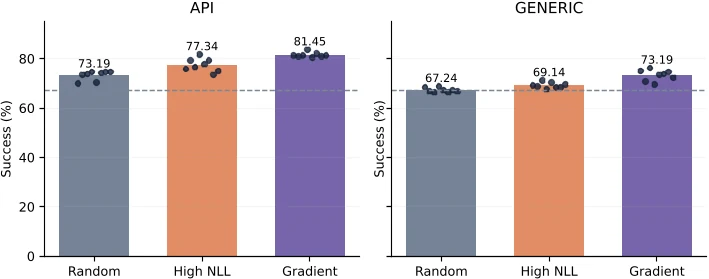 API
Success (%)
80
60
40
20
0
73.19
77.34
81.45
Random
High NLL
Gradient
GENERIC
Success (%)
67.24
69.14
73.19
Random
High NLL
Gradient